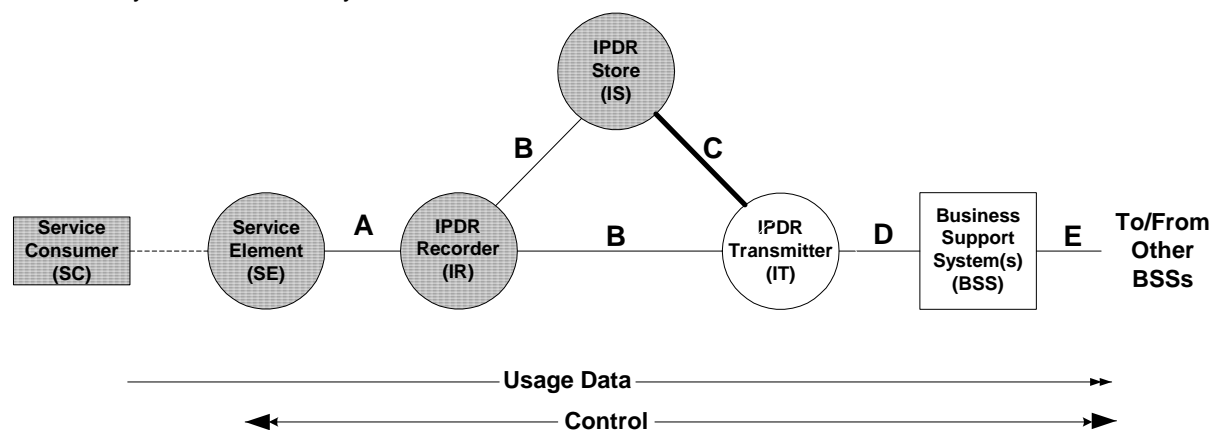 IPDR
Store
(IS)
B
C
Service
Consumer
(SC)
Service
Element
(SE)
A
IPDR
Recorder
(IR)
B
IPDR
Transmitter
(IT)
D
Business
Support
System(s)
(BSS)
E
To/From
Other
BSSs
Usage Data
Control